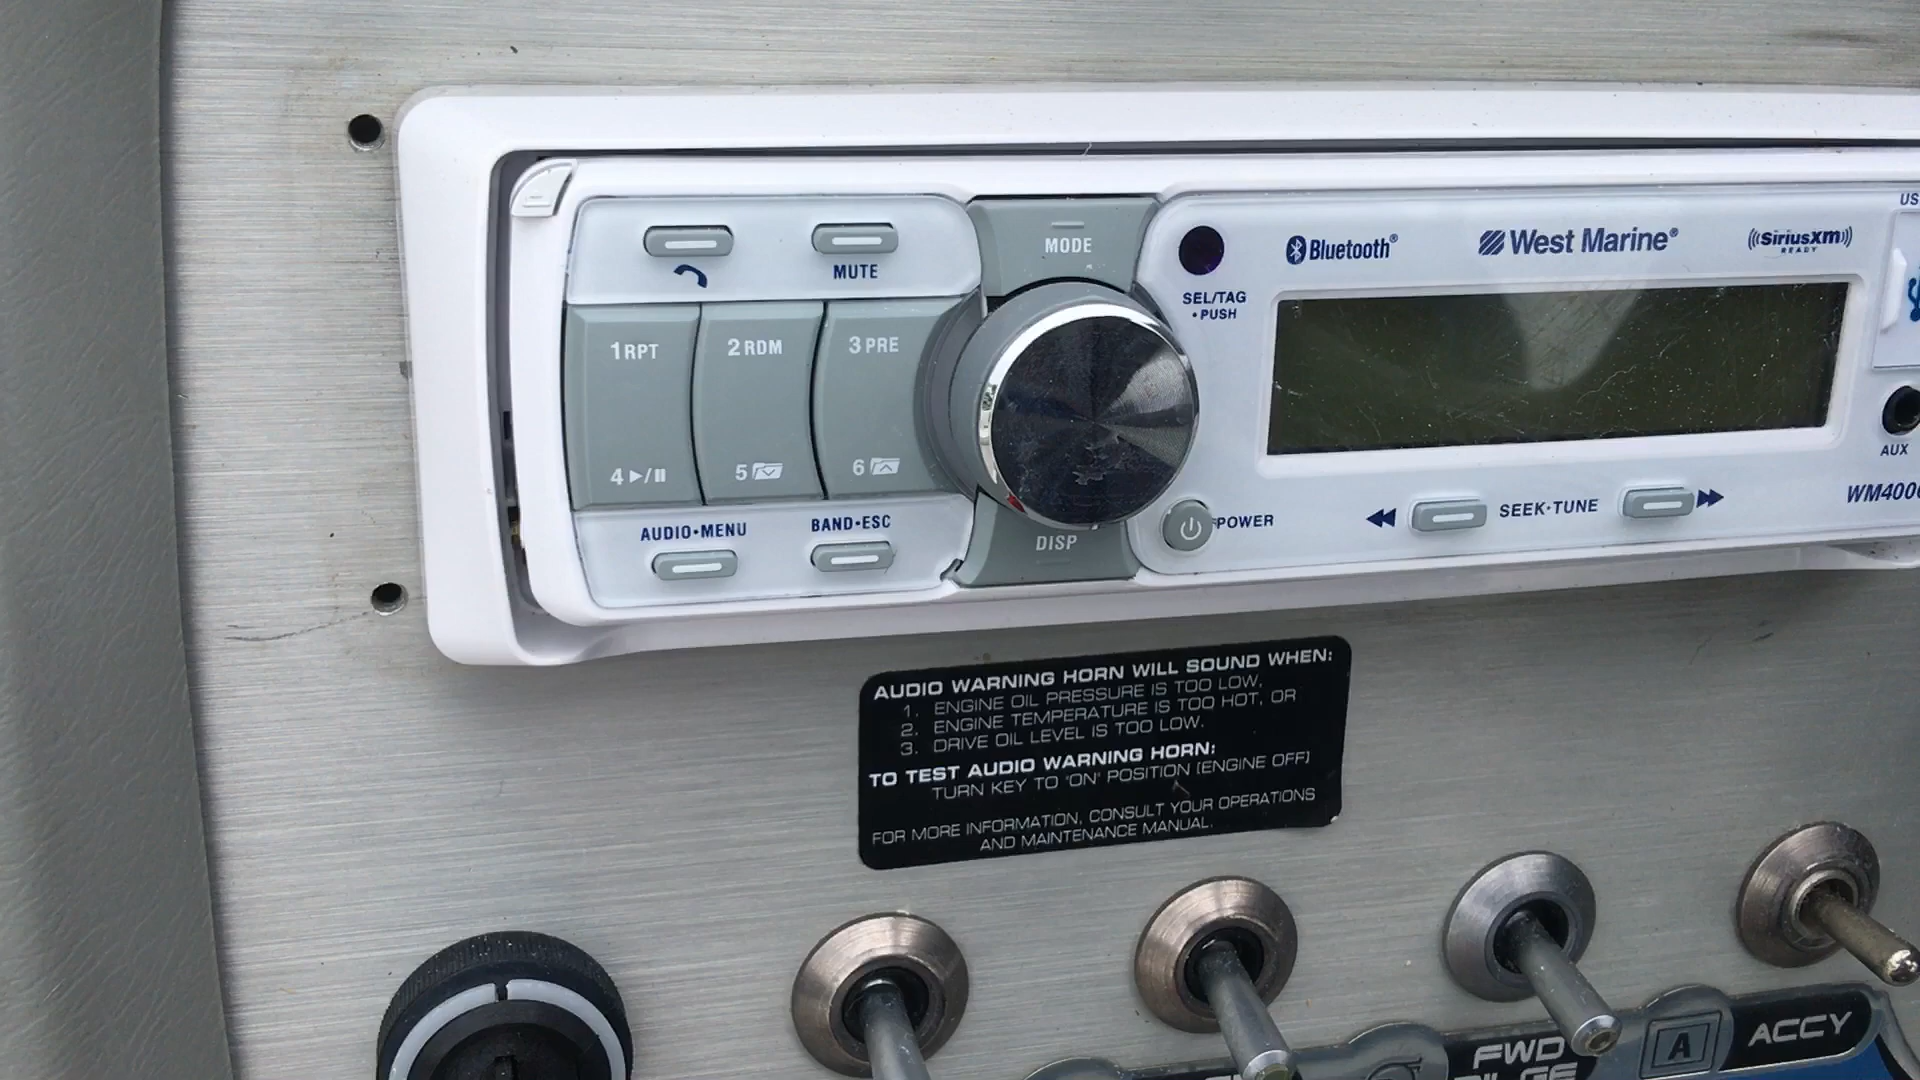 MUTE
MODE
Bluetooth®
West Marine®
SiriusXM
READY
US
SEL/TAG
•PUSH
1 RPT
2 RDM
3 PRE
4 ▶/II
5
6
AUX
AUDIO•MENU
BAND•ESC
DISP
POWER
SEEK•TUNE
WM400
AUDIO WARNING HORN WILL SOUND WHEN:
1. ENGINE OIL PRESSURE IS TOO LOW,
2. ENGINE TEMPERATURE IS TOO HOT, OR
3. DRIVE OIL LEVEL IS TOO LOW.
TO TEST AUDIO WARNING HORN:
TURN KEY TO 'ON' POSITION (ENGINE OFF)
FOR MORE INFORMATION, CONSULT YOUR OPERATIONS
AND MAINTENANCE MANUAL.
FWD
A
ACCY